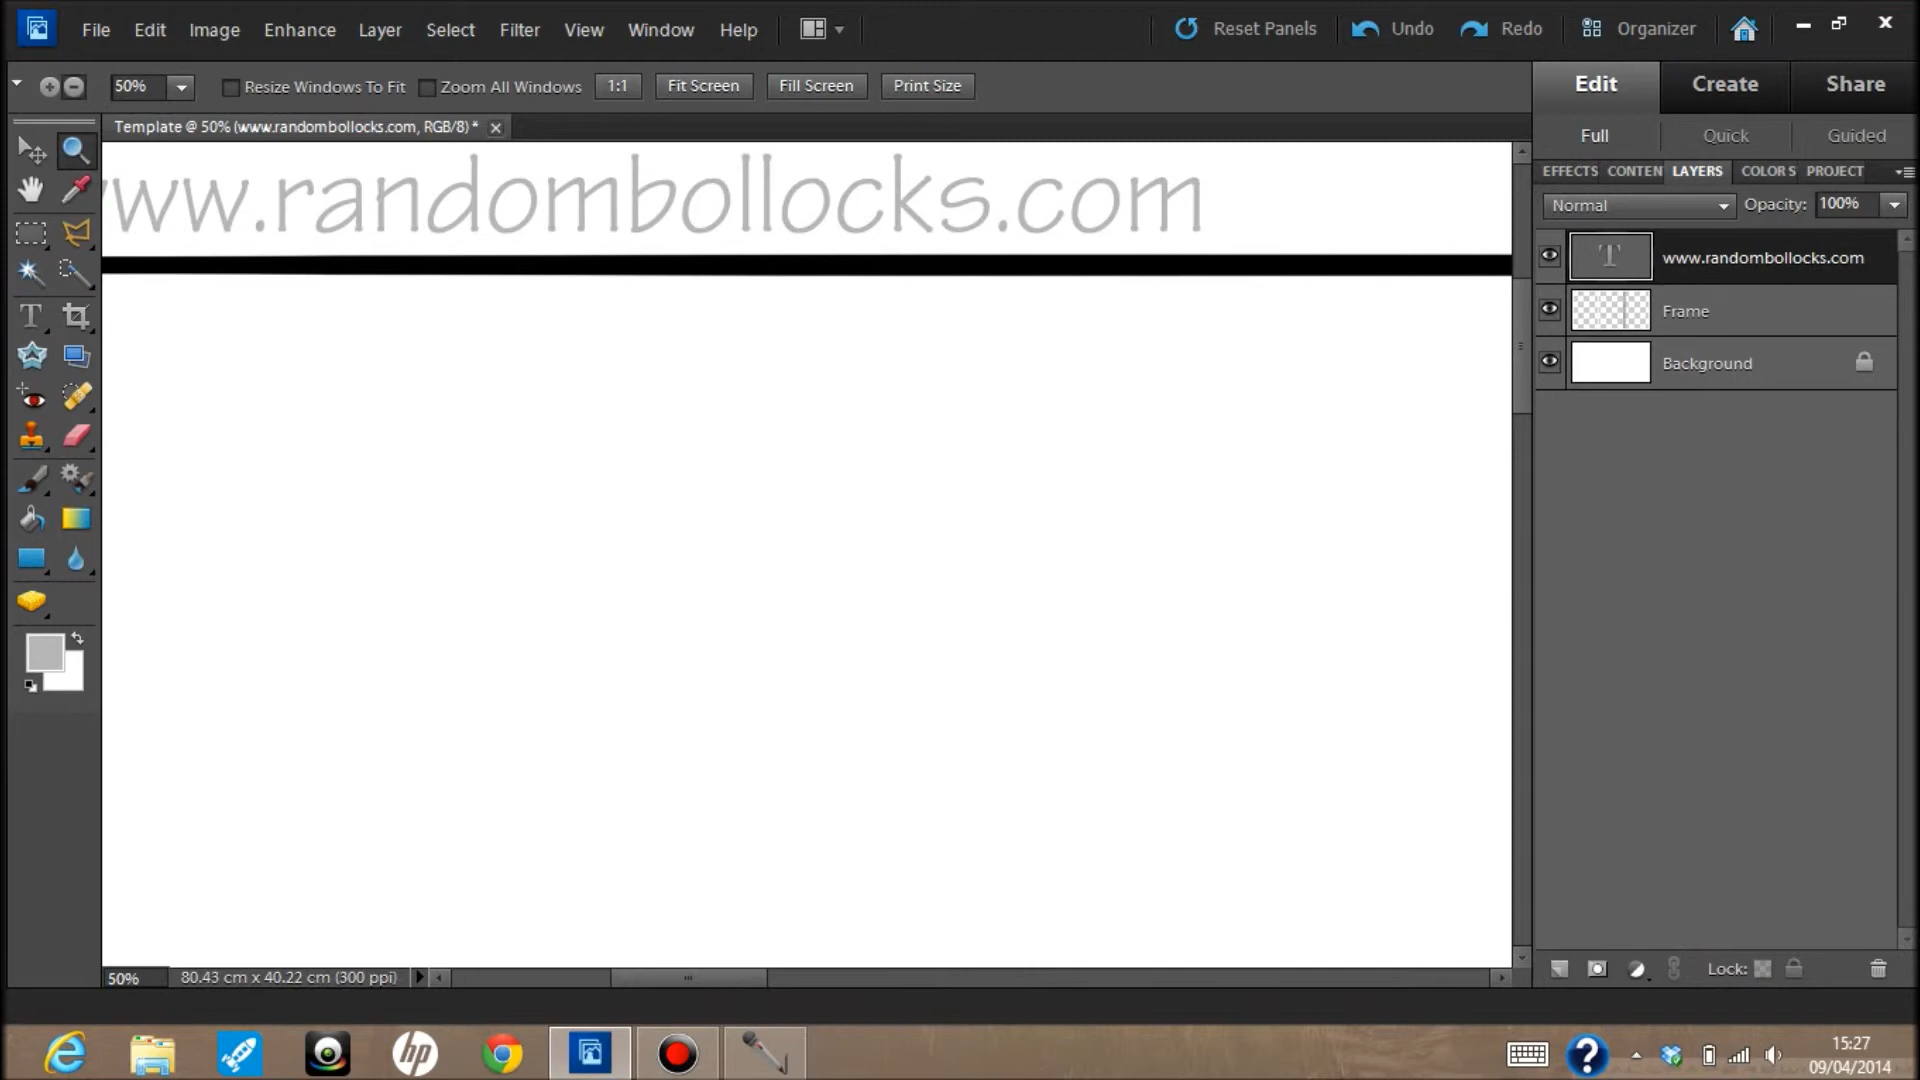 File Edit Image Enhance Layer Select Filter View Window Help Reset Panels Undo Redo Organizer
50% Resize Windows To Fit Zoom All Windows 1:1 Fit Screen Fill Screen Print Size
Edit Create Share
Template @ 50% (www.randombollocks.com, RGB/8) *
Full Quick Guided
EFFECTS CONTEN LAYERS COLORS PROJECT
Normal Opacity: 100%
www.randombollocks.com
T www.randombollocks.com
Frame
Background
T
50% 80.43 cm x 40.22 cm (300 ppi)
Lock:
hp
?
15:27
09/04/2014